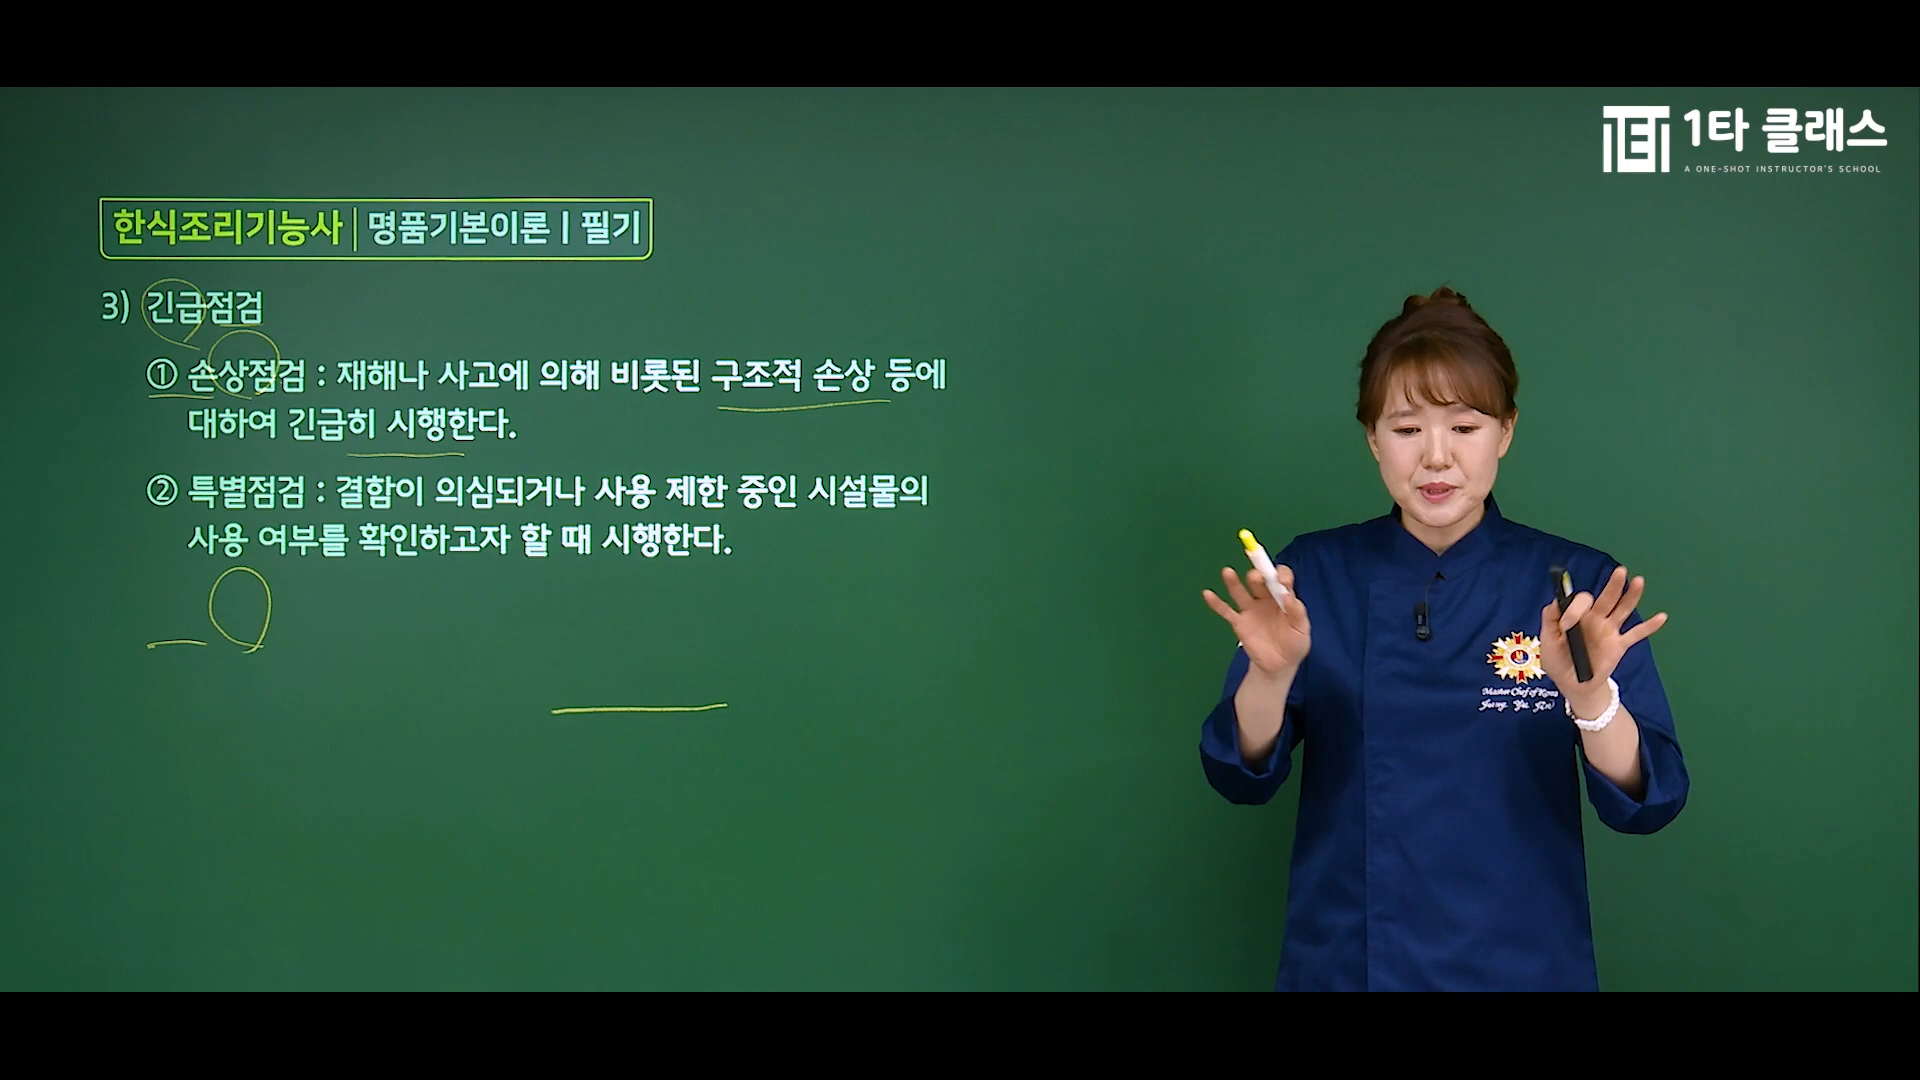 1타 클래스
A ONE-SHOT INSTRUCTOR'S SCHOOL
한식조리기능사 | 명품기본이론 | 필기
3) 긴급점검
① 손상점검 : 재해나 사고에 의해 비롯된 구조적 손상 등에
대하여 긴급히 시행한다.
② 특별점검 : 결함이 의심되거나 사용 제한 중인 시설물의
사용 여부를 확인하고자 할 때 시행한다.
Master Chef of Korea